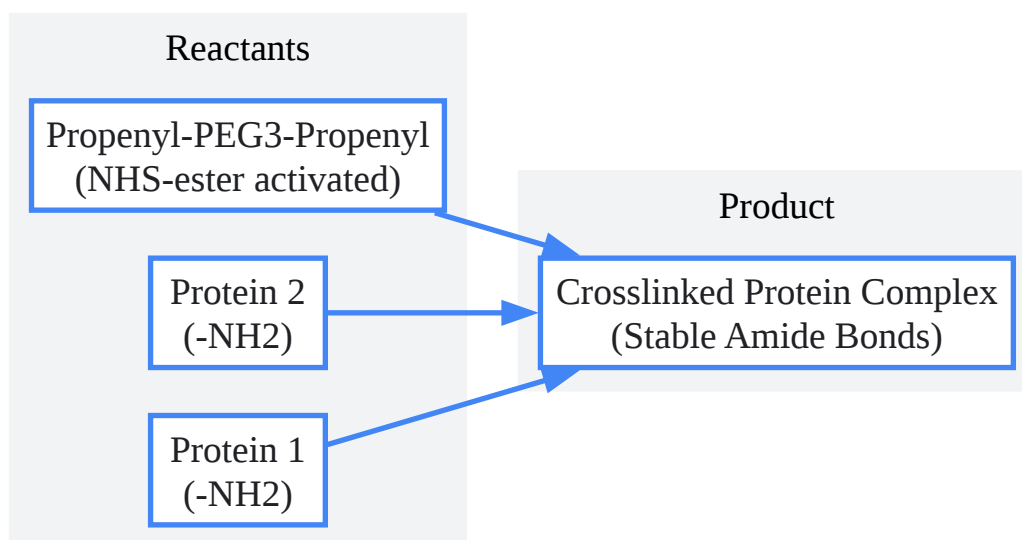 Reactants
Propenyl-PEG3-Propenyl
(NHS-ester activated)
Protein 2
(-NH2)
Protein 1
(-NH2)
Product
Crosslinked Protein Complex
(Stable Amide Bonds)